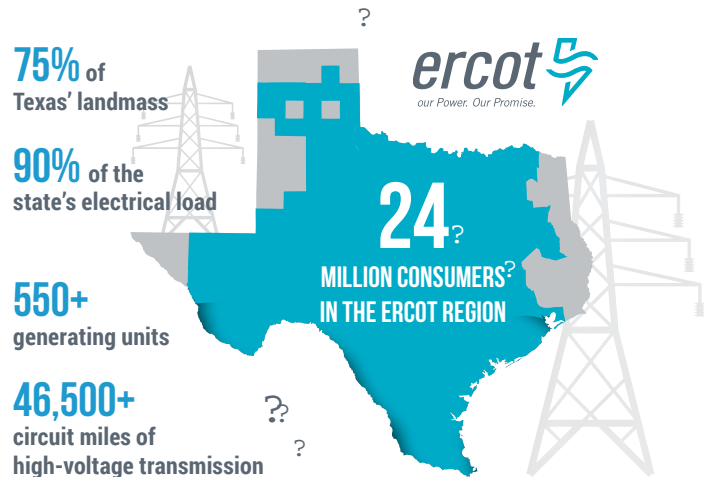 ?
ercot
our Power. Our Promise.
75% of
Texas' landmass
90% of the
state's electrical load
24?
MILLION CONSUMERS?
IN THE ERCOT REGION
550+
generating units
46,500+
circuit miles of
high-voltage transmission
??
?